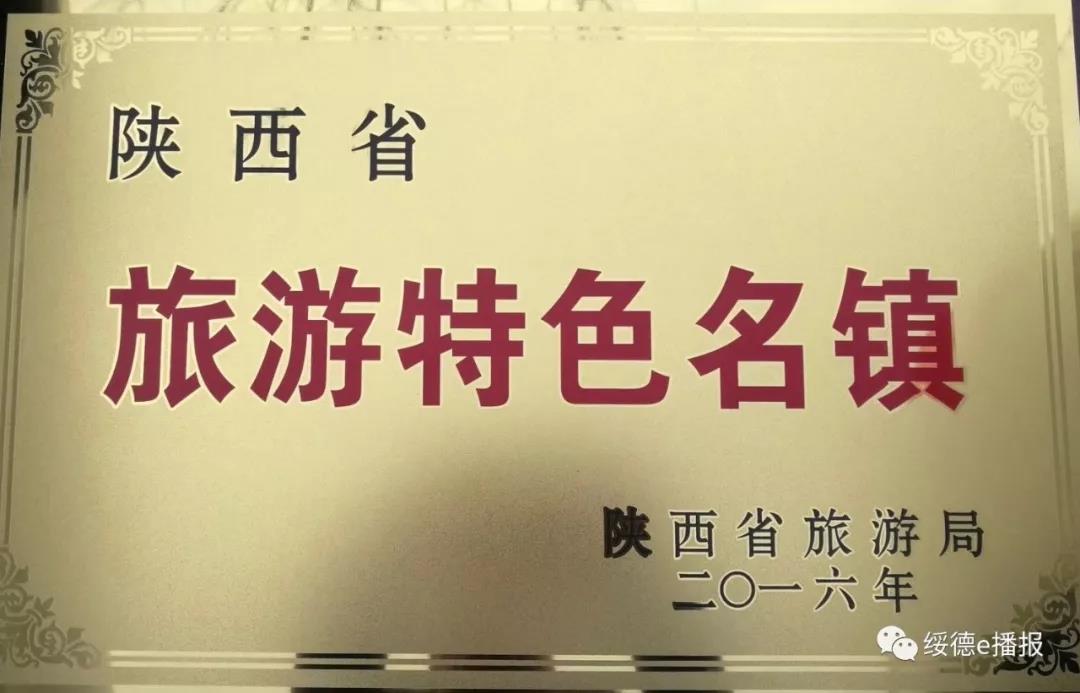 陕西省
旅游特色名镇
陕西省旅游局
二〇一六年
绥德e播报